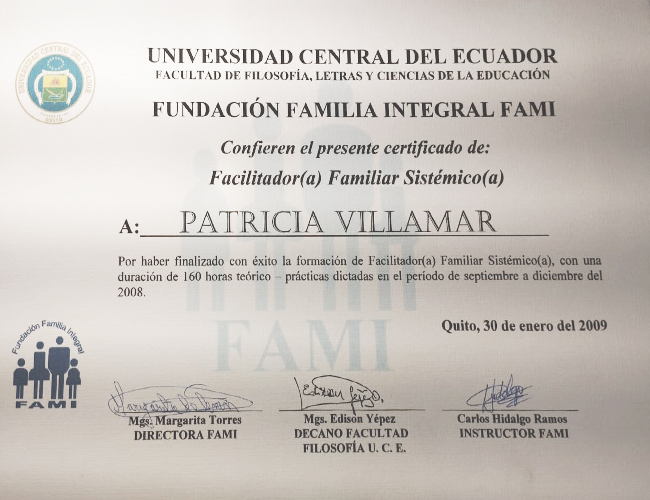 UNIVERSIDAD CENTRAL DEL ECUADOR
FACULTAD DE FILOSOFÍA, LETRAS Y CIENCIAS DE LA EDUCACIÓN
FUNDACIÓN FAMILIA INTEGRAL FAMI
Confieren el presente certificado de:
Facilitador(a) Familiar Sistémico(a)
A: PATRICIA VILLAMAR
Por haber finalizado con éxito la formación de Facilitador(a) Familiar Sistémico(a), con una
duración de 160 horas teórico – prácticas dictadas en el período de septiembre a diciembre del
2008.
FAMI
Quito, 30 de enero del 2009
Fundación Familia Integral
FAMI
Hidalgo
Mgs. Margarita Torres
DIRECTORA FAMI
Mgs. Edison Yépez
DECANO FACULTAD
FILOSOFÍA U. C. E.
Carlos Hidalgo Ramos
INSTRUCTOR FAMI